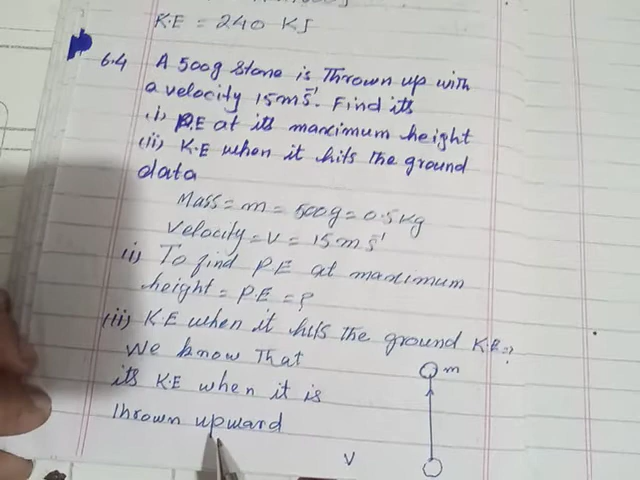 K.E = 240 KJ
6.4 A 500g Stone is Thrown up with
a velocity 15ms⁻¹. Find its
(i) P.E at its maximum height
(ii) K.E when it hits the ground
data
Mass = m = 500g = 0.5kg
Velocity = V = 15ms⁻¹
(i) To find P.E at maximum
height = P.E = ?
(ii) K.E when it hits the ground K.E=?
We know That
its K.E when it is
Thrown upward
m
V